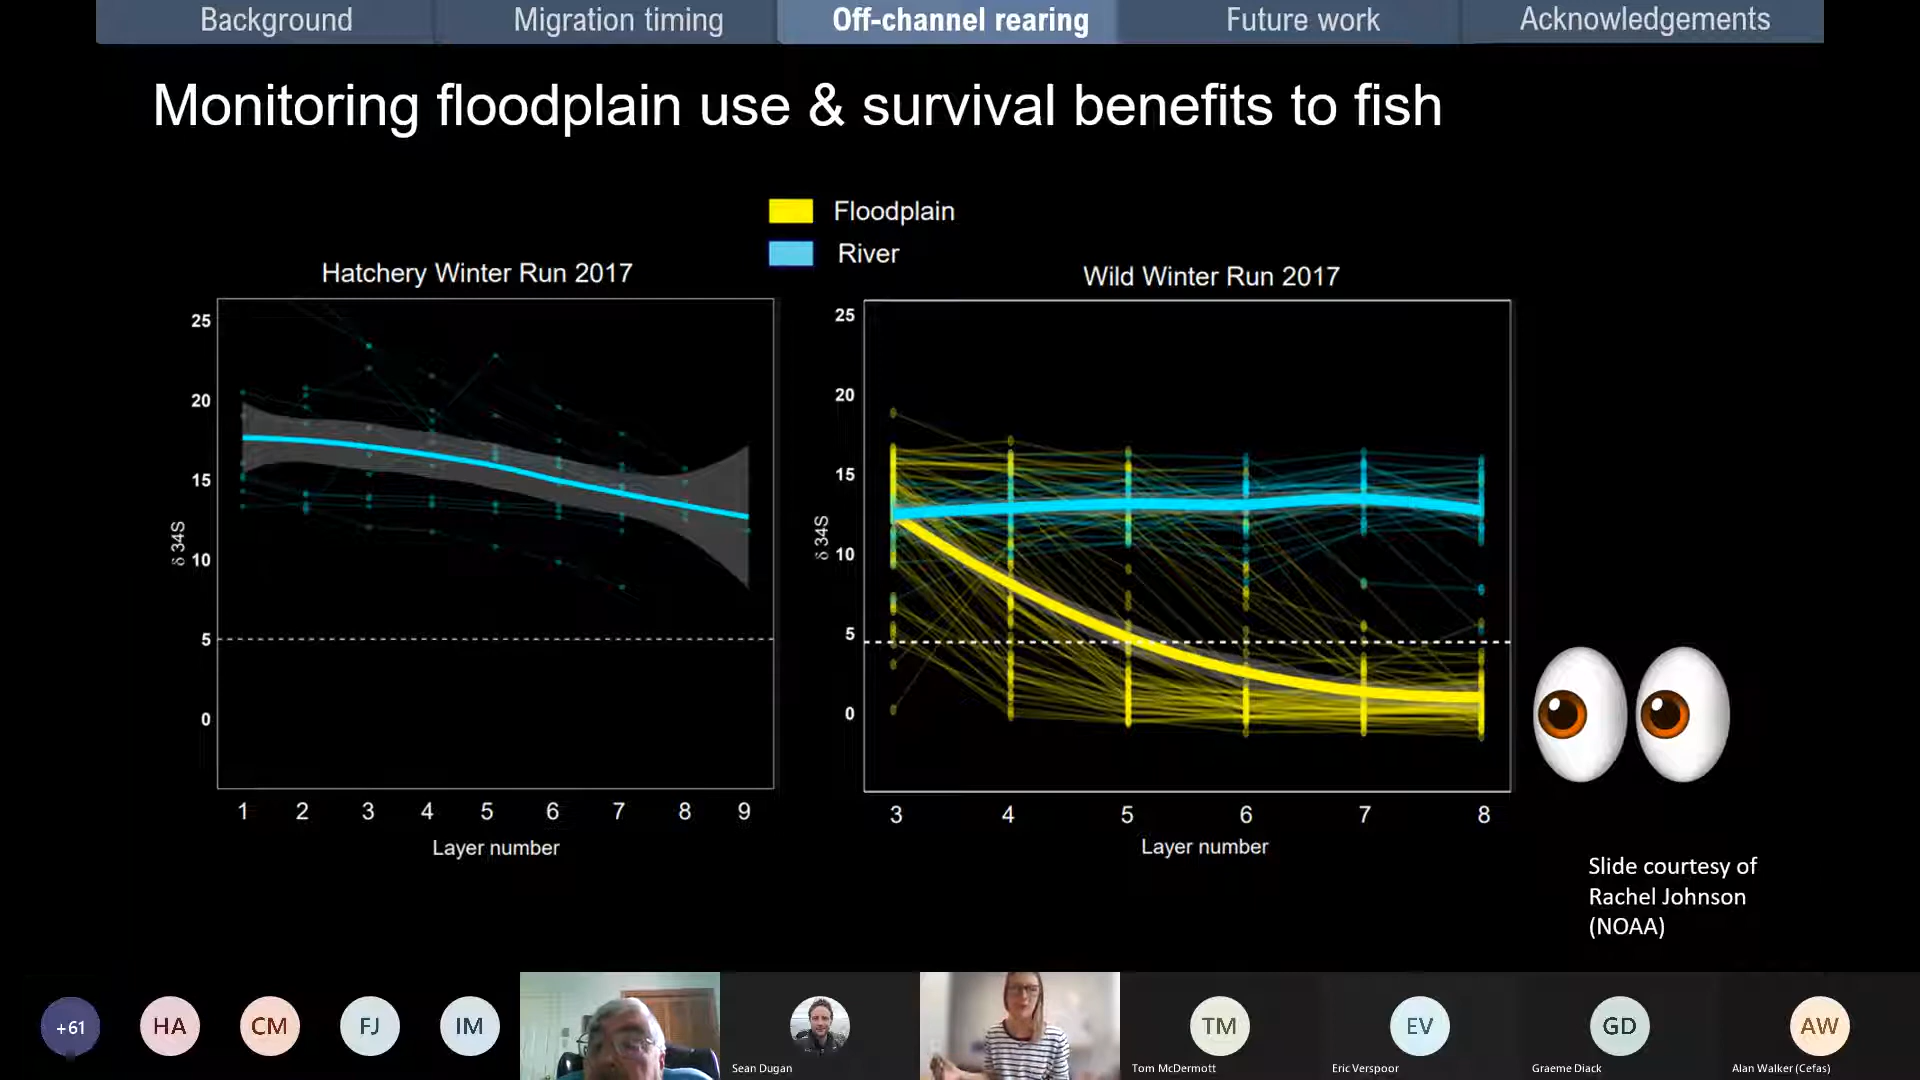 Background Migration timing Off-channel rearing Future work Acknowledgements
Monitoring floodplain use & survival benefits to fish
Floodplain
River
Hatchery Winter Run 2017
25
20
15
10
5
0
δ 34S
1 2 3 4 5 6 7 8 9
Layer number
Wild Winter Run 2017
25
20
15
10
5
0
δ 34S
3 4 5 6 7 8
Layer number
Slide courtesy of
Rachel Johnson
(NOAA)
+61 HA CM FJ IM TM EV GD AW
Sean Dugan Tom McDermott Eric Verspoor Graeme Diack Alan Walker (Cefas)